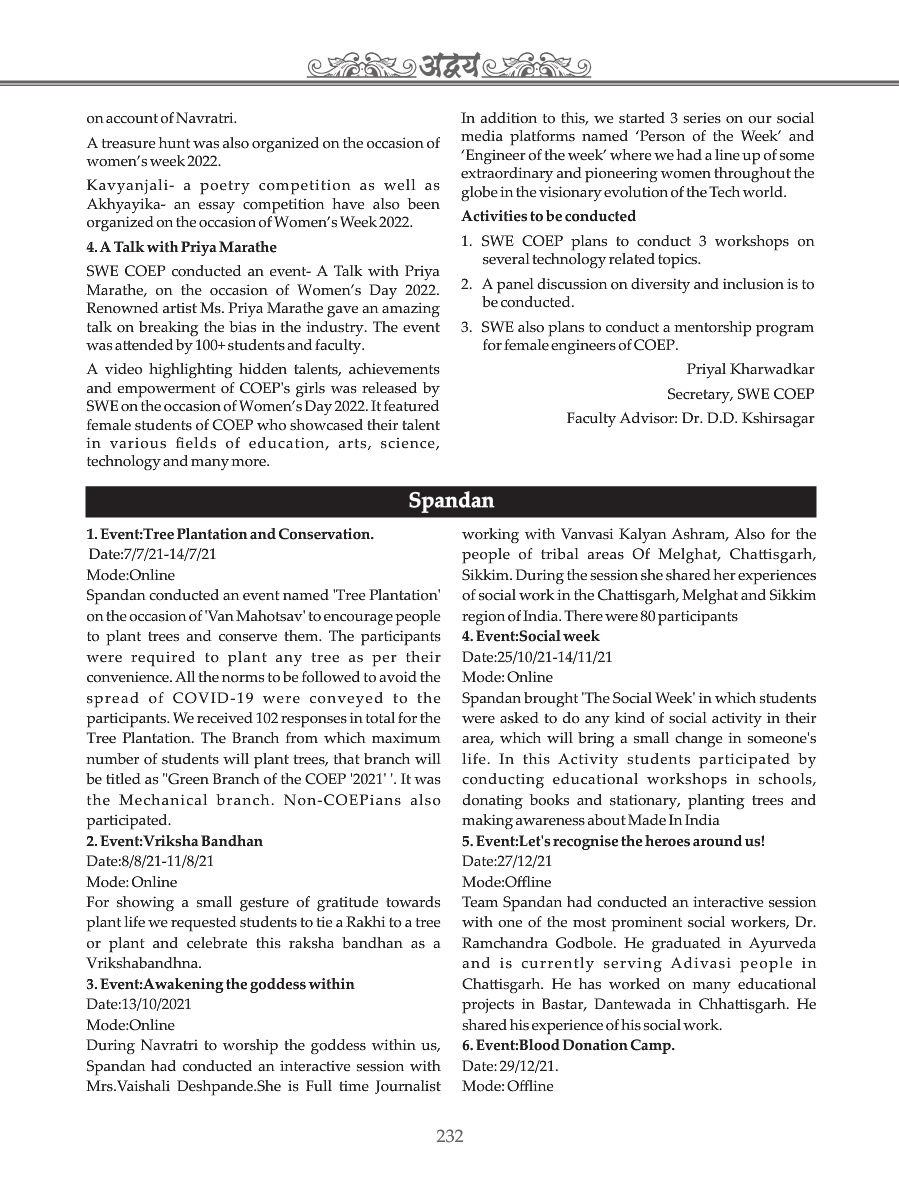 अद्वय
on account of Navratri.
A treasure hunt was also organized on the occasion of
women's week 2022.
Kavyanjali- a poetry competition as well as
Akhyayika- an essay competition have also been
organized on the occasion of Women's Week 2022.
4. A Talk with Priya Marathe
SWE COEP conducted an event- A Talk with Priya
Marathe, on the occasion of Women's Day 2022.
Renowned artist Ms. Priya Marathe gave an amazing
talk on breaking the bias in the industry. The event
was attended by 100+ students and faculty.
A video highlighting hidden talents, achievements
and empowerment of COEP's girls was released by
SWE on the occasion of Women's Day 2022. It featured
female students of COEP who showcased their talent
in various fields of education, arts, science,
technology and many more.
In addition to this, we started 3 series on our social
media platforms named 'Person of the Week' and
'Engineer of the week' where we had a line up of some
extraordinary and pioneering women throughout the
globe in the visionary evolution of the Tech world.
Activities to be conducted
1. SWE COEP plans to conduct 3 workshops on
several technology related topics.
2. A panel discussion on diversity and inclusion is to
be conducted.
3. SWE also plans to conduct a mentorship program
for female engineers of COEP.
Priyal Kharwadkar
Secretary, SWE COEP
Faculty Advisor: Dr. D.D. Kshirsagar
Spandan
1. Event:Tree Plantation and Conservation.
Date:7/7/21-14/7/21
Mode:Online
Spandan conducted an event named 'Tree Plantation'
on the occasion of 'Van Mahotsav' to encourage people
to plant trees and conserve them. The participants
were required to plant any tree as per their
convenience. All the norms to be followed to avoid the
spread of COVID-19 were conveyed to the
participants. We received 102 responses in total for the
Tree Plantation. The Branch from which maximum
number of students will plant trees, that branch will
be titled as "Green Branch of the COEP '2021' '. It was
the Mechanical branch. Non-COEPians also
participated.
2. Event:Vriksha Bandhan
Date:8/8/21-11/8/21
Mode: Online
For showing a small gesture of gratitude towards
plant life we requested students to tie a Rakhi to a tree
or plant and celebrate this raksha bandhan as a
Vrikshabandhna.
3. Event:Awakening the goddess within
Date:13/10/2021
Mode:Online
During Navratri to worship the goddess within us,
Spandan had conducted an interactive session with
Mrs.Vaishali Deshpande.She is Full time Journalist
working with Vanvasi Kalyan Ashram, Also for the
people of tribal areas Of Melghat, Chattisgarh,
Sikkim. During the session she shared her experiences
of social work in the Chattisgarh, Melghat and Sikkim
region of India. There were 80 participants
4. Event:Social week
Date:25/10/21-14/11/21
Mode: Online
Spandan brought 'The Social Week' in which students
were asked to do any kind of social activity in their
area, which will bring a small change in someone's
life. In this Activity students participated by
conducting educational workshops in schools,
donating books and stationary, planting trees and
making awareness about Made In India
5. Event:Let's recognise the heroes around us!
Date:27/12/21
Mode:Offline
Team Spandan had conducted an interactive session
with one of the most prominent social workers, Dr.
Ramchandra Godbole. He graduated in Ayurveda
and is currently serving Adivasi people in
Chattisgarh. He has worked on many educational
projects in Bastar, Dantewada in Chhattisgarh. He
shared his experience of his social work.
6. Event:Blood Donation Camp.
Date: 29/12/21.
Mode: Offline
232